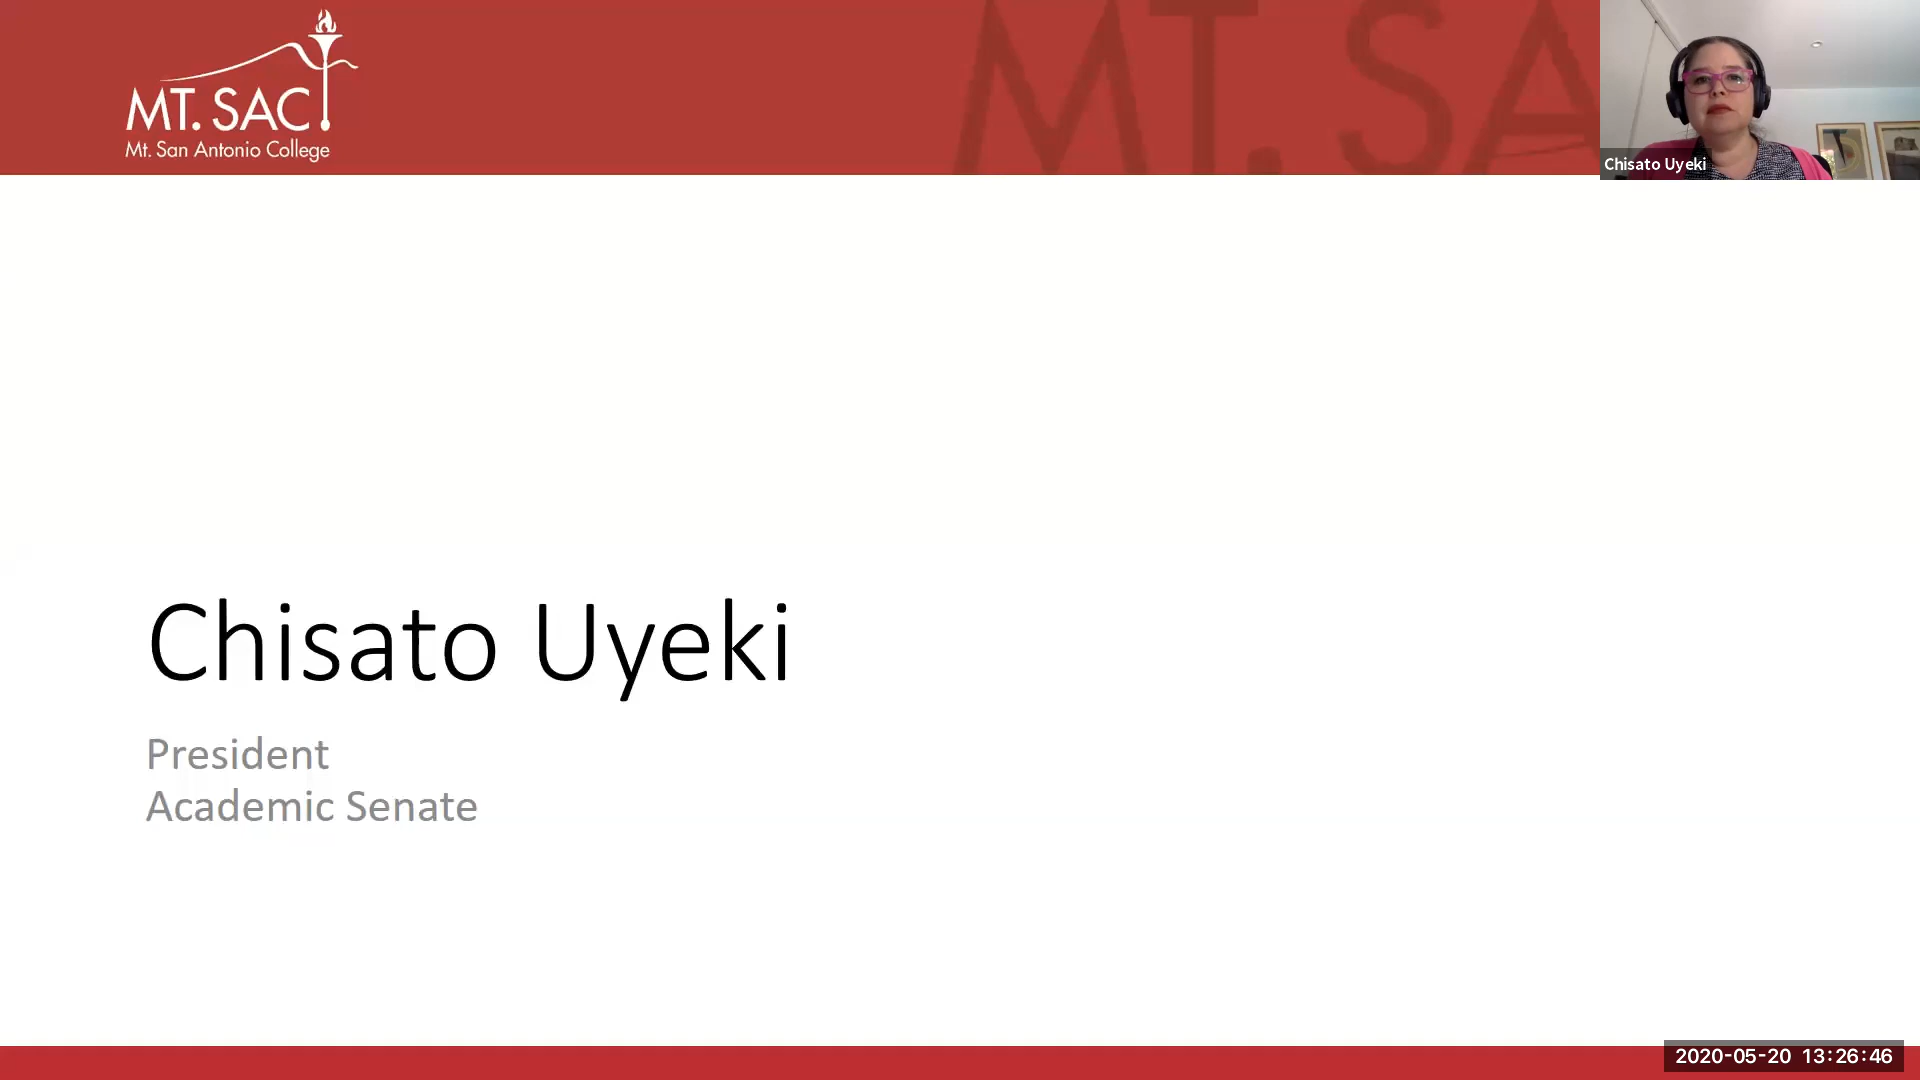 MT. SAC
Mt. San Antonio College
MT. SA
Chisato Uyeki
Chisato Uyeki
President
Academic Senate
2020-05-20 13:26:46